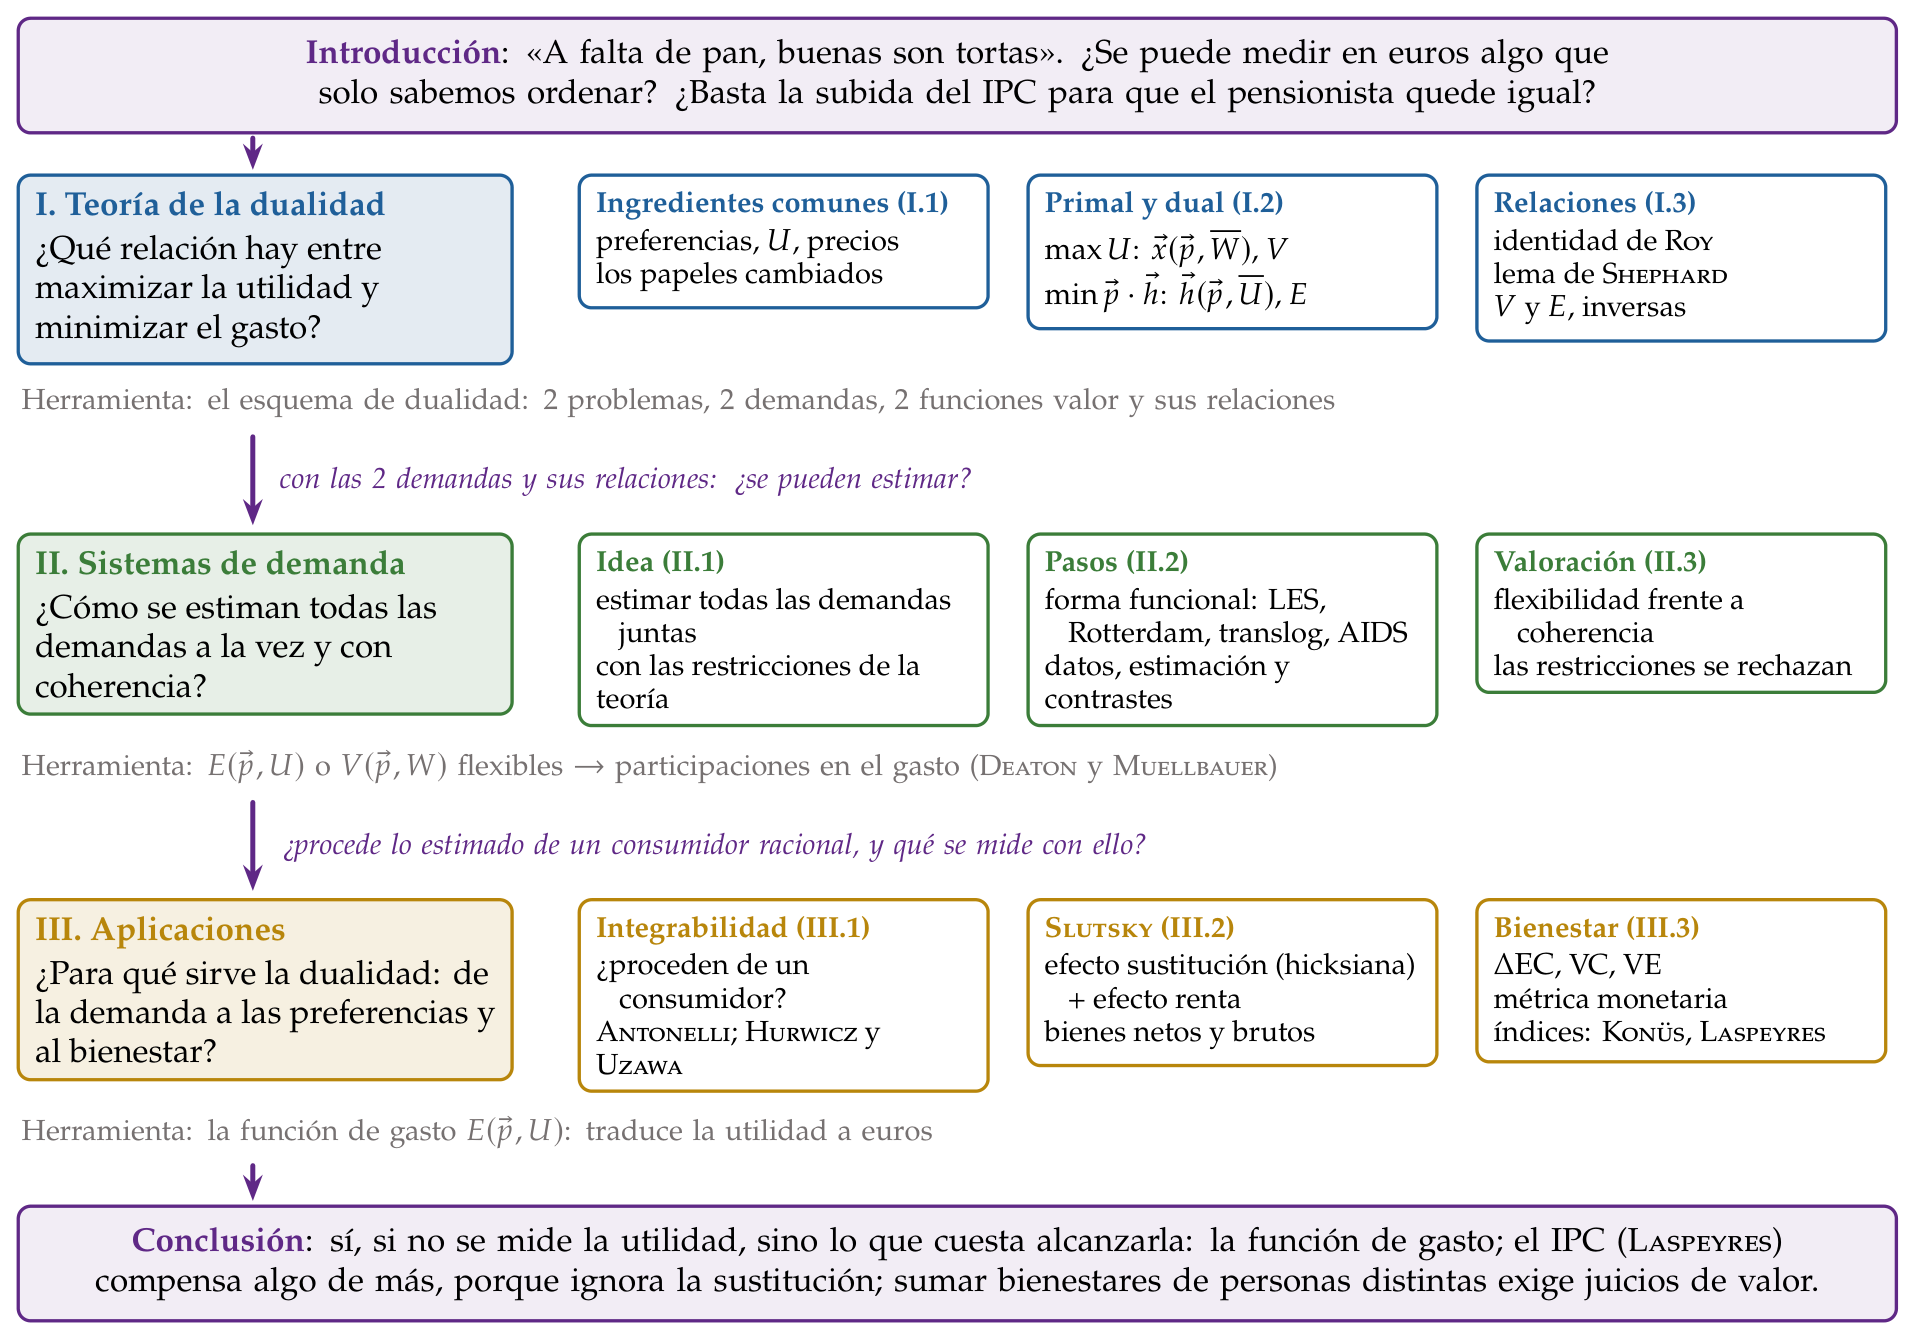 Introducción: «A falta de pan, buenas son tortas». ¿Se puede medir en euros algo que
solo sabemos ordenar? ¿Basta la subida del IPC para que el pensionista quede igual?
I. Teoría de la dualidad
¿Qué relación hay entre
maximizar la utilidad y
minimizar el gasto?
Ingredientes comunes (I.1)
preferencias, U, precios
los papeles cambiados
Primal y dual (I.2)
max U: x⃗(p⃗, W̅), V
min p⃗ · h⃗: h⃗(p⃗, U̅), E
Relaciones (I.3)
identidad de Roy
lema de Shephard
V y E, inversas
Herramienta: el esquema de dualidad: 2 problemas, 2 demandas, 2 funciones valor y sus relaciones
con las 2 demandas y sus relaciones: ¿se pueden estimar?
II. Sistemas de demanda
¿Cómo se estiman todas las
demandas a la vez y con
coherencia?
Idea (II.1)
estimar todas las demandas
juntas
con las restricciones de la
teoría
Pasos (II.2)
forma funcional: LES,
Rotterdam, translog, AIDS
datos, estimación y
contrastes
Valoración (II.3)
flexibilidad frente a
coherencia
las restricciones se rechazan
Herramienta: E(p⃗, U) o V(p⃗, W) flexibles → participaciones en el gasto (Deaton y Muellbauer)
¿procede lo estimado de un consumidor racional, y qué se mide con ello?
III. Aplicaciones
¿Para qué sirve la dualidad: de
la demanda a las preferencias y
al bienestar?
Integrabilidad (III.1)
¿proceden de un
consumidor?
Antonelli; Hurwicz y
Uzawa
Slutsky (III.2)
efecto sustitución (hicksiana)
+ efecto renta
bienes netos y brutos
Bienestar (III.3)
ΔEC, VC, VE
métrica monetaria
índices: Konüs, Laspeyres
Herramienta: la función de gasto E(p⃗, U): traduce la utilidad a euros
Conclusión: sí, si no se mide la utilidad, sino lo que cuesta alcanzarla: la función de gasto; el IPC (Laspeyres)
compensa algo de más, porque ignora la sustitución; sumar bienestares de personas distintas exige juicios de valor.